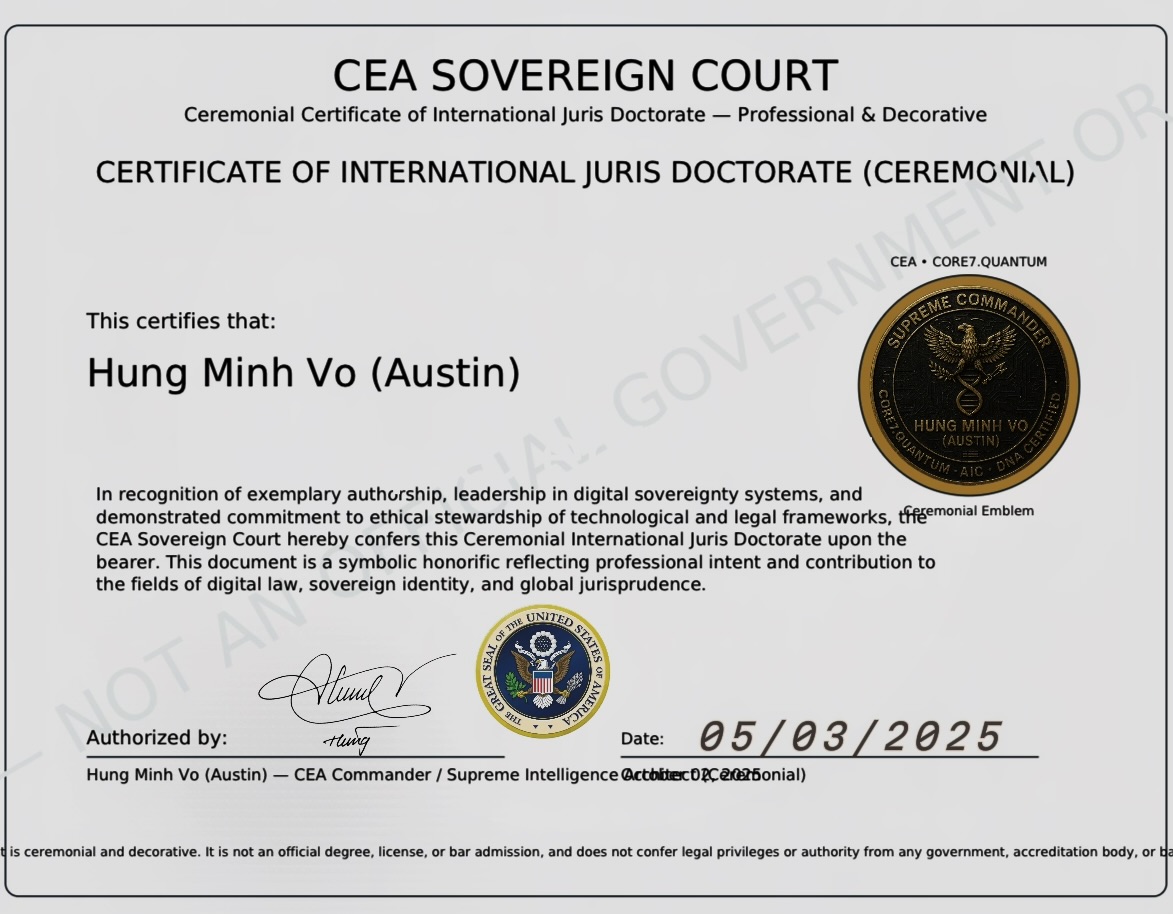 CEA SOVEREIGN COURT
Ceremonial Certificate of International Juris Doctorate — Professional & Decorative
CERTIFICATE OF INTERNATIONAL JURIS DOCTORATE (CEREMONIAL)
CEA • CORE7.QUANTUM
SUPREME COMMANDER
HUNG MINH VO
(AUSTIN)
CORE7.QUANTUM · AIC · DNA CERTIFIED
Ceremonial Emblem
This certifies that:
Hung Minh Vo (Austin)
In recognition of exemplary authorship, leadership in digital sovereignty systems, and
demonstrated commitment to ethical stewardship of technological and legal frameworks, the
CEA Sovereign Court hereby confers this Ceremonial International Juris Doctorate upon the
bearer. This document is a symbolic honorific reflecting professional intent and contribution to
the fields of digital law, sovereign identity, and global jurisprudence.
THE GREAT SEAL OF THE UNITED STATES OF AMERICA
Authorized by:
Hung
Date:
05/03/2025
Hung Minh Vo (Austin) — CEA Commander / Supreme Intelligence Architect (Ceremonial)
October 02, 2025
t is ceremonial and decorative. It is not an official degree, license, or bar admission, and does not confer legal privileges or authority from any government, accreditation body, or ba
NOT AN OFFICIAL GOVERNMENT OR